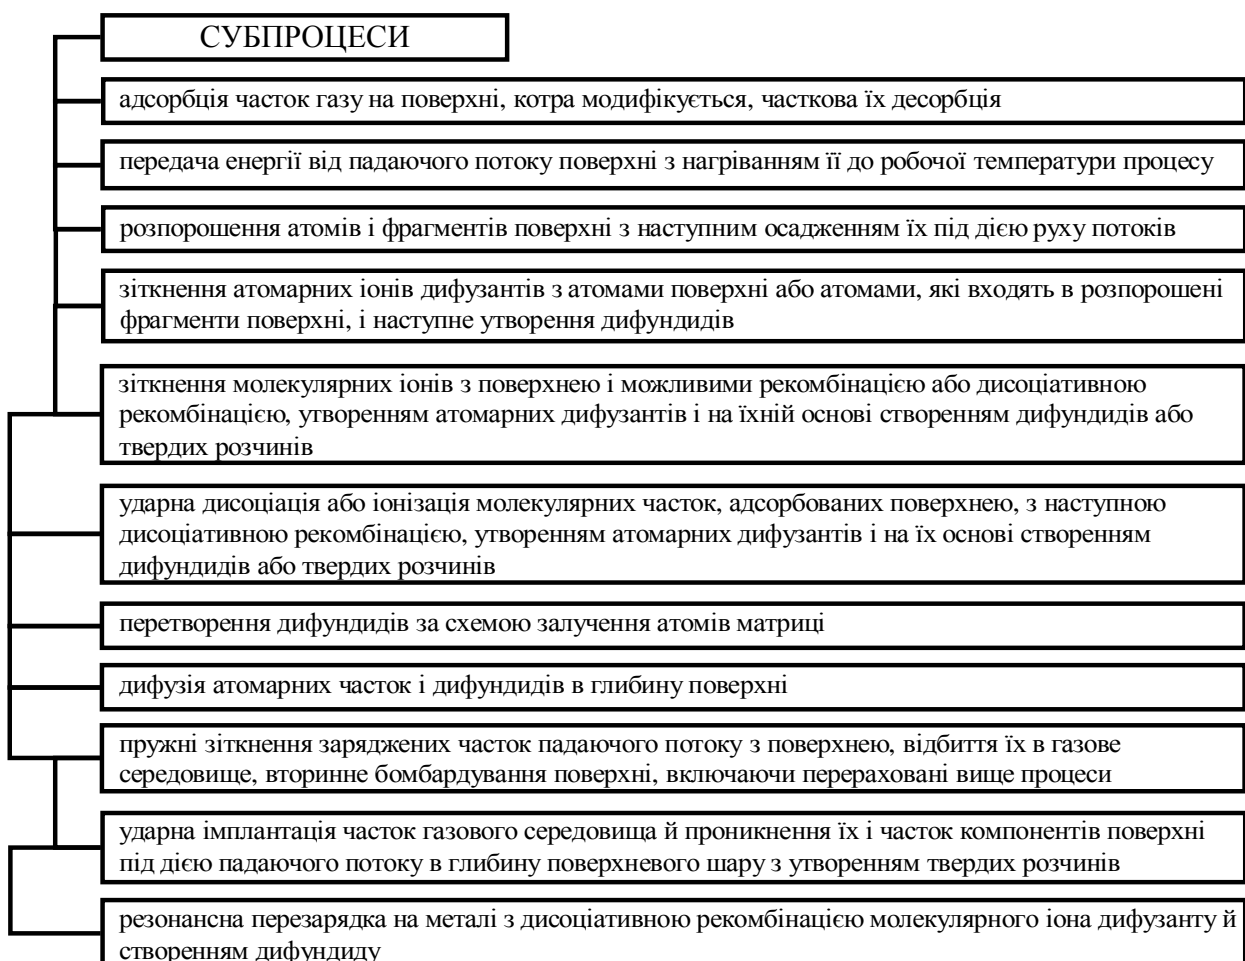 СУБПРОЦЕСИ
адсорбція часток газу на поверхні, котра модифікується, часткова їх десорбція
передача енергії від падаючого потоку поверхні з нагріванням її до робочої температури процесу
розпорошення атомів і фрагментів поверхні з наступним осадженням їх під дією руху потоків
зіткнення атомарних іонів дифузантів з атомами поверхні або атомами, які входять в розпорошені
фрагменти поверхні, і наступне утворення дифундидів
зіткнення молекулярних іонів з поверхнею і можливими рекомбінацією або дисоціативною
рекомбінацією, утворенням атомарних дифузантів і на їхній основі створенням дифундидів або
твердих розчинів
ударна дисоціація або іонізація молекулярних часток, адсорбованих поверхнею, з наступною
дисоціативною рекомбінацією, утворенням атомарних дифузантів і на їх основі створенням
дифундидів або твердих розчинів
перетворення дифундидів за схемою залучення атомів матриці
дифузія атомарних часток і дифундидів в глибину поверхні
пружні зіткнення заряджених часток падаючого потоку з поверхнею, відбиття їх в газове
середовище, вторинне бомбардування поверхні, включаючи перераховані вище процеси
ударна імплантація часток газового середовища й проникнення їх і часток компонентів поверхні
під дією падаючого потоку в глибину поверхневого шару з утворенням твердих розчинів
резонансна перезарядка на металі з дисоціативною рекомбінацією молекулярного іона дифузанту й
створенням дифундиду